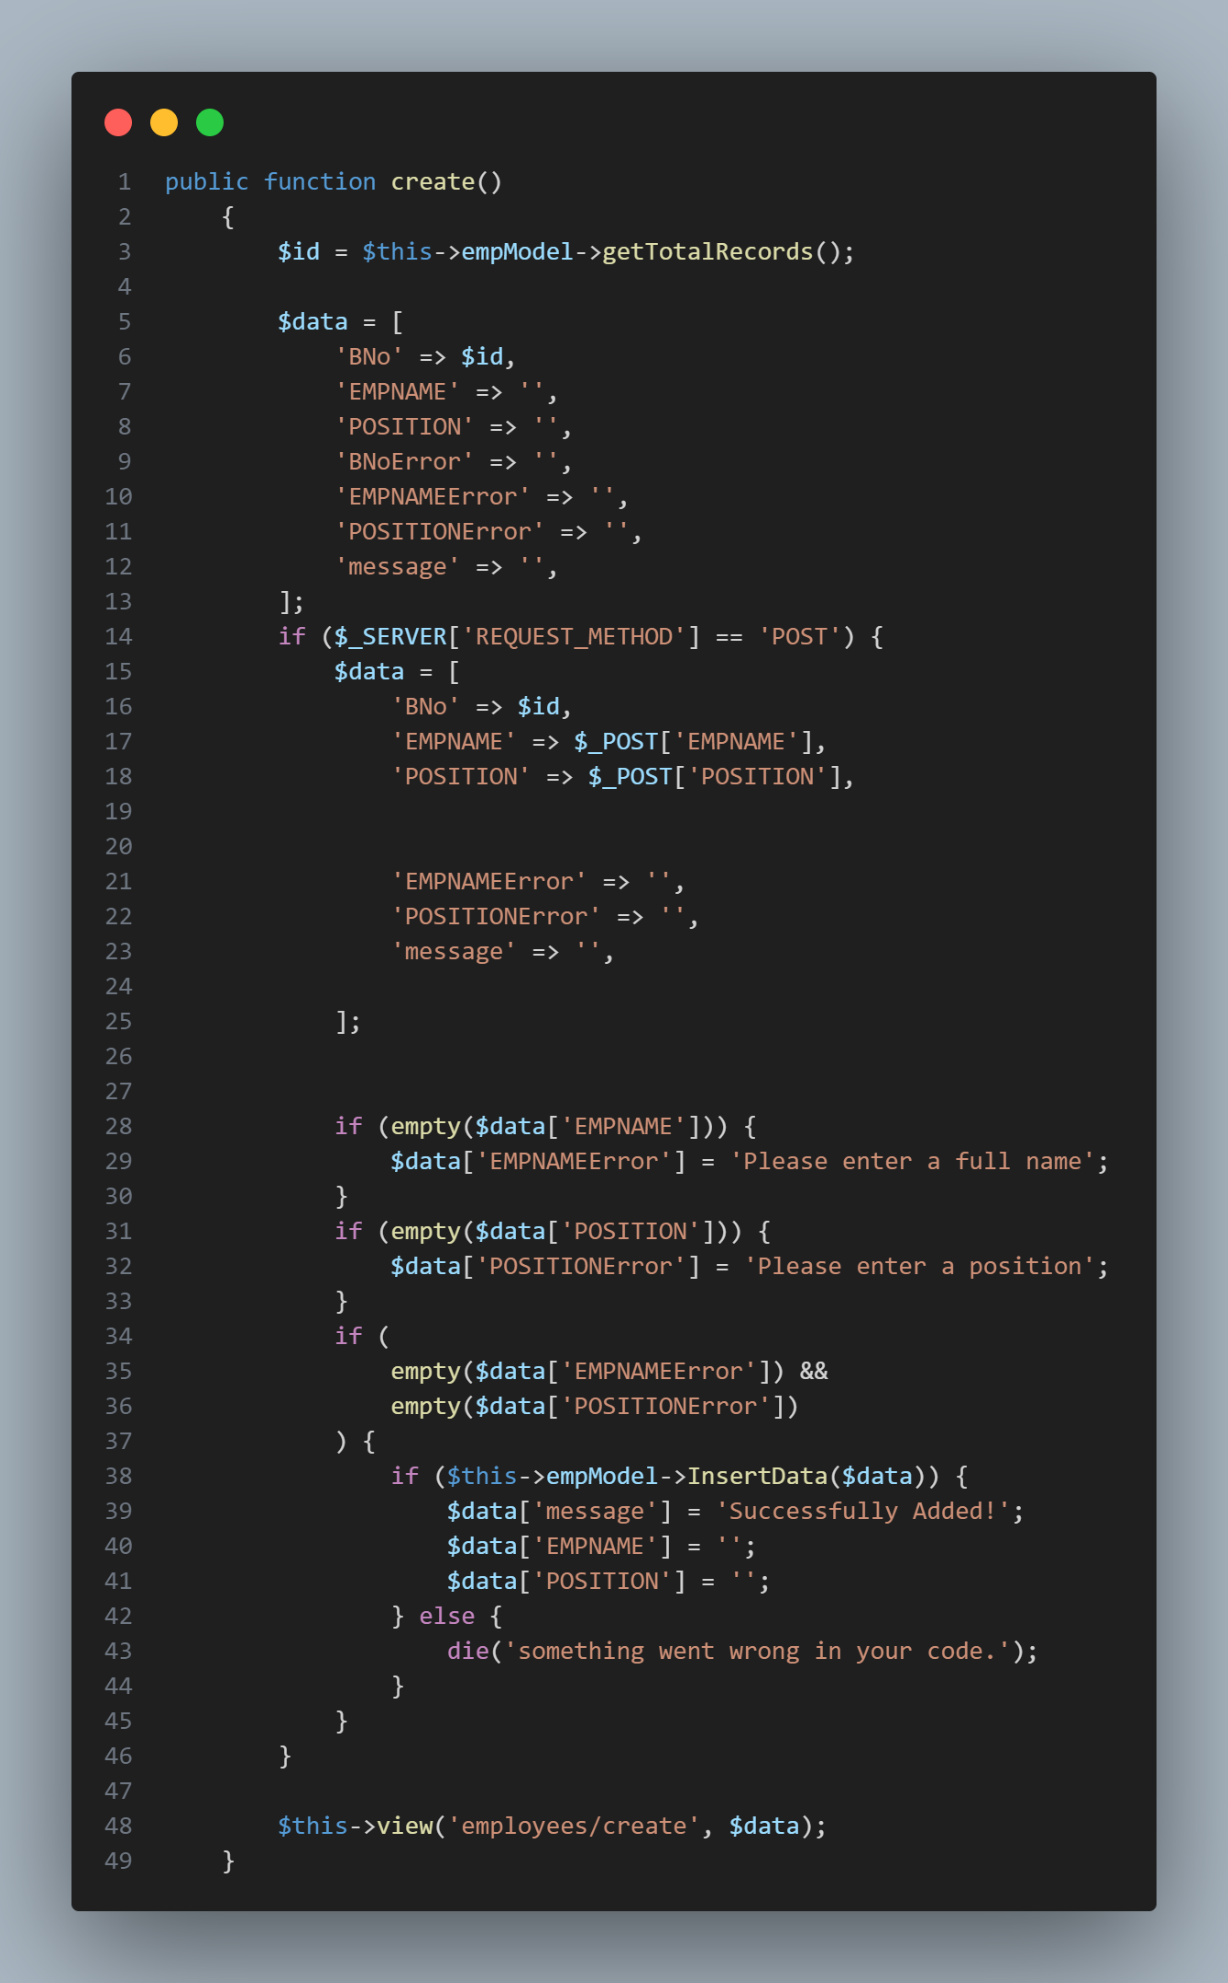 1 public function create()
2     {
3         $id = $this->empModel->getTotalRecords();
4
5         $data = [
6             'BNo' => $id,
7             'EMPNAME' => '',
8             'POSITION' => '',
9             'BNoError' => '',
10             'EMPNAMEError' => '',
11             'POSITIONError' => '',
12             'message' => '',
13         ];
14         if ($_SERVER['REQUEST_METHOD'] == 'POST') {
15             $data = [
16                 'BNo' => $id,
17                 'EMPNAME' => $_POST['EMPNAME'],
18                 'POSITION' => $_POST['POSITION'],
19
20
21                 'EMPNAMEError' => '',
22                 'POSITIONError' => '',
23                 'message' => '',
24
25             ];
26
27
28             if (empty($data['EMPNAME'])) {
29                 $data['EMPNAMEError'] = 'Please enter a full name';
30             }
31             if (empty($data['POSITION'])) {
32                 $data['POSITIONError'] = 'Please enter a position';
33             }
34             if (
35                 empty($data['EMPNAMEError']) &&
36                 empty($data['POSITIONError'])
37             ) {
38                 if ($this->empModel->InsertData($data)) {
39                     $data['message'] = 'Successfully Added!';
40                     $data['EMPNAME'] = '';
41                     $data['POSITION'] = '';
42                 } else {
43                     die('something went wrong in your code.');
44                 }
45             }
46         }
47
48         $this->view('employees/create', $data);
49     }